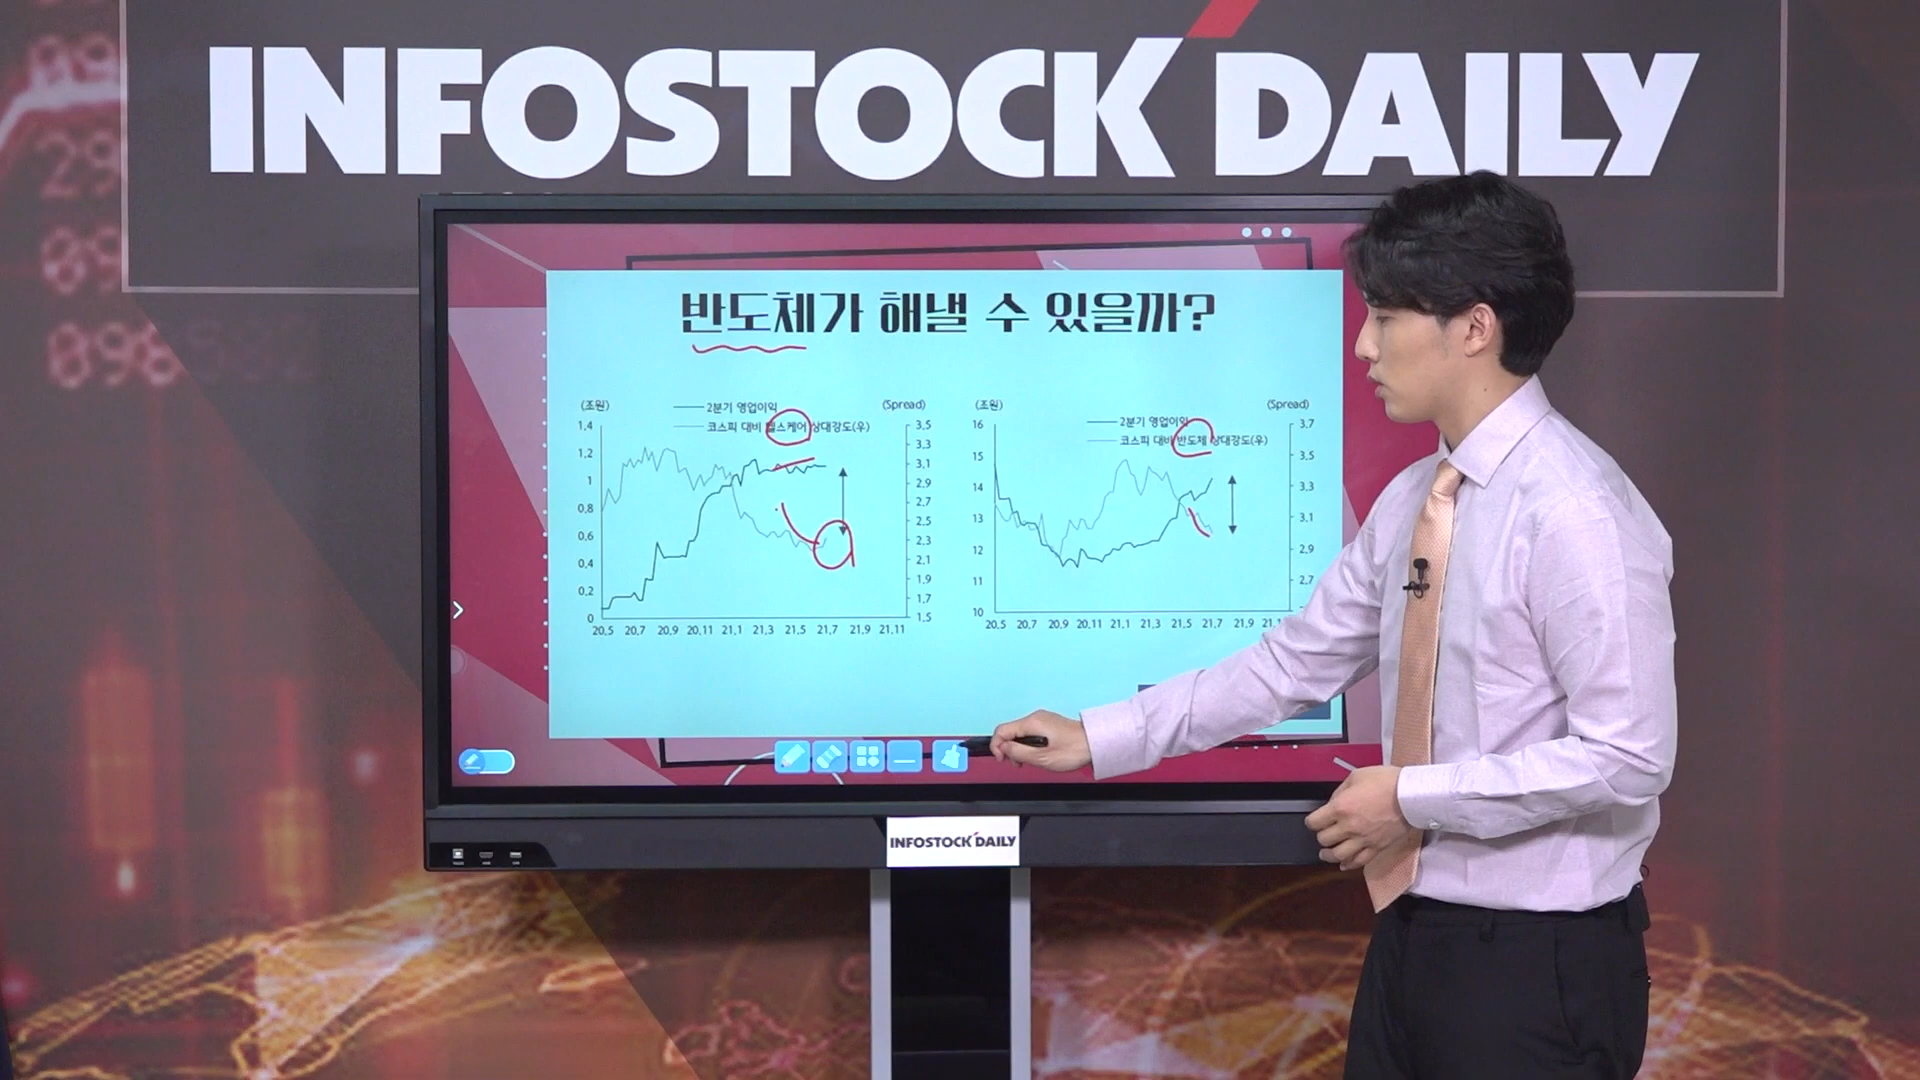 INFOSTOCK DAILY
반도체가 해낼 수 있을까?
(조원)
2분기 영업이익
코스피 대비 헬스케어 상대강도(우)
(Spread)
1.4
1.2
1
0.8
0.6
0.4
0.2
0
3.5
3.3
3.1
2.9
2.7
2.5
2.3
2.1
1.9
1.7
1.5
20.5 20.7 20.9 20.11 21.1 21.3 21.5 21.7 21.9 21.11
(조원)
2분기 영업이익
코스피 대비 반도체 상대강도(우)
(Spread)
16
15
14
13
12
11
10
3.7
3.5
3.3
3.1
2.9
2.7
20.5 20.7 20.9 20.11 21.1 21.3 21.5 21.7 21.9
INFOSTOCK DAILY